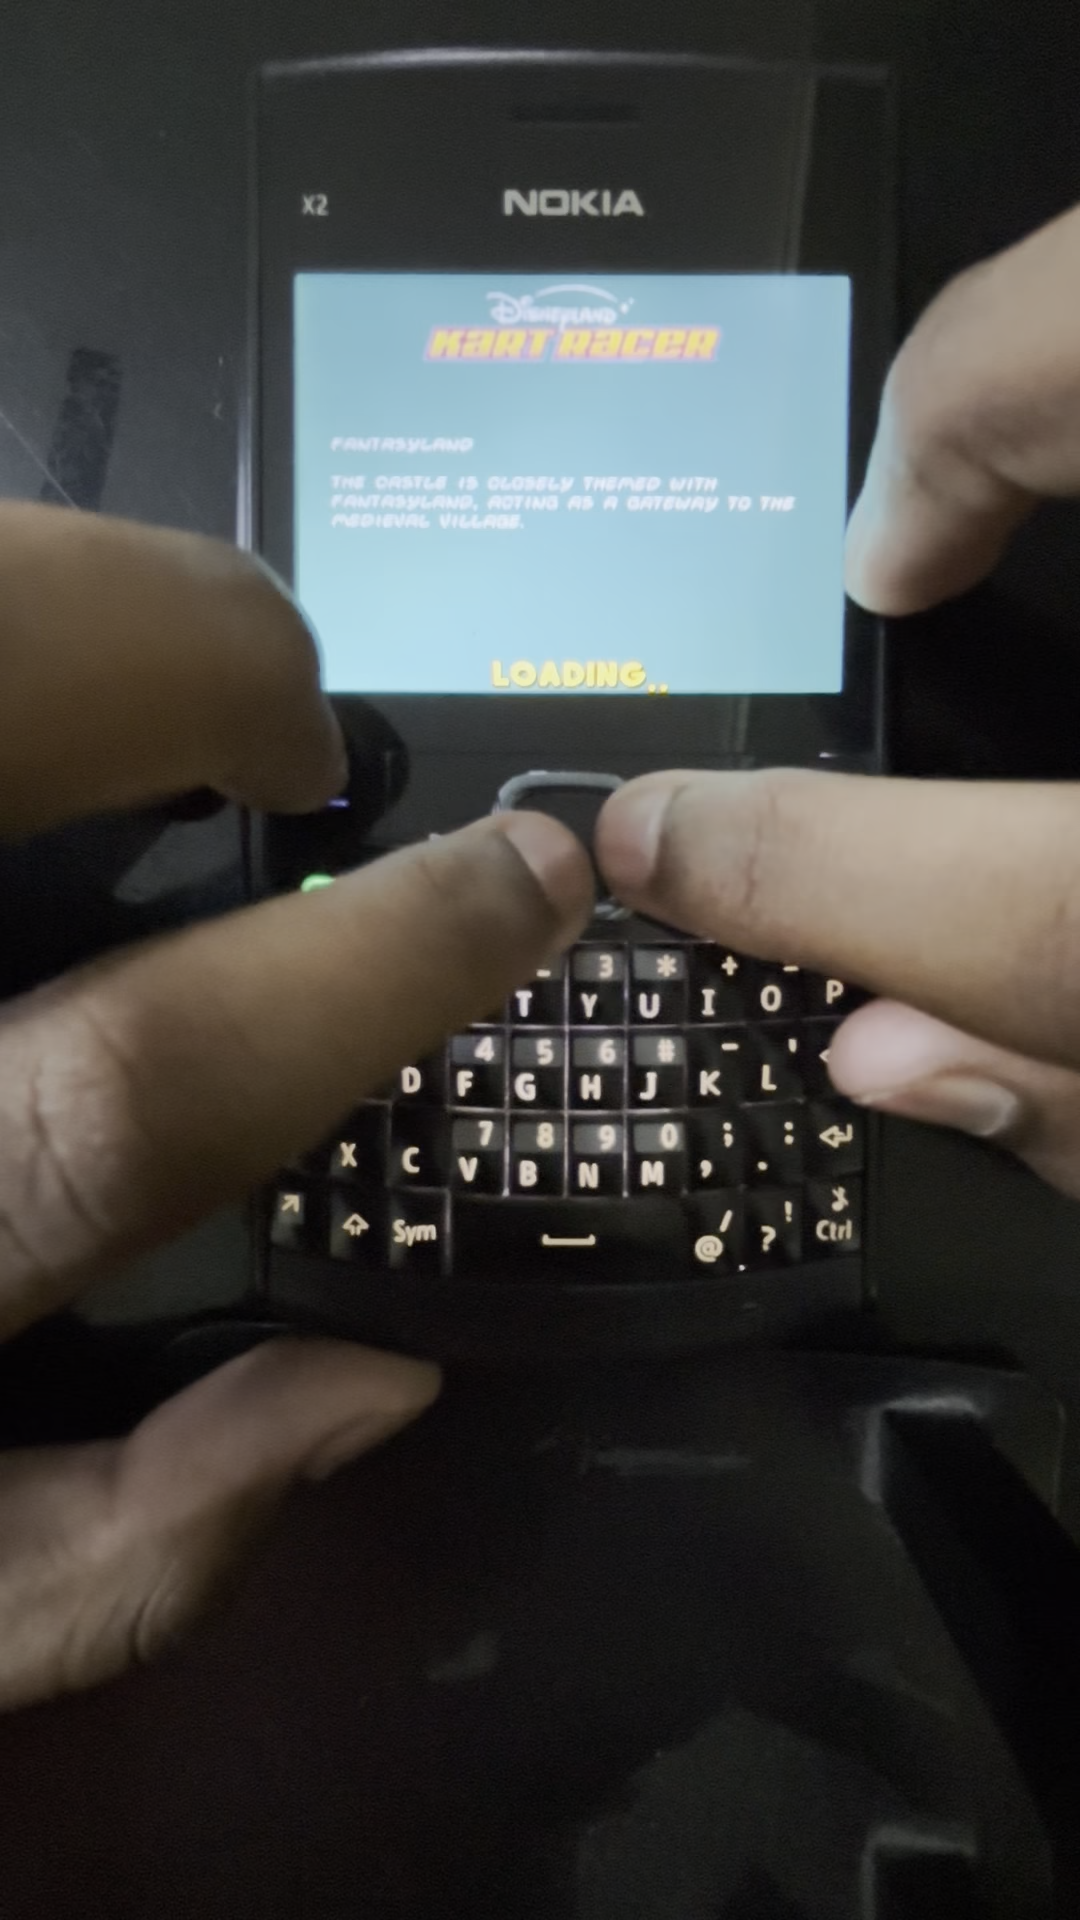 X2 NOKIA
DISNEYLAND
KART RACER
FANTASYLAND
THE CASTLE IS CLOSELY THEMED WITH
FANTASYLAND, ACTING AS A GATEWAY TO THE
MEDIEVAL VILLAGE.
LOADING..
_ 3 * + -
T Y U I O P
4 5 6 # - '
D F G H J K L
7 8 9 0 ; :
X C V B N M , .
/ !
Sym @ ? Ctrl